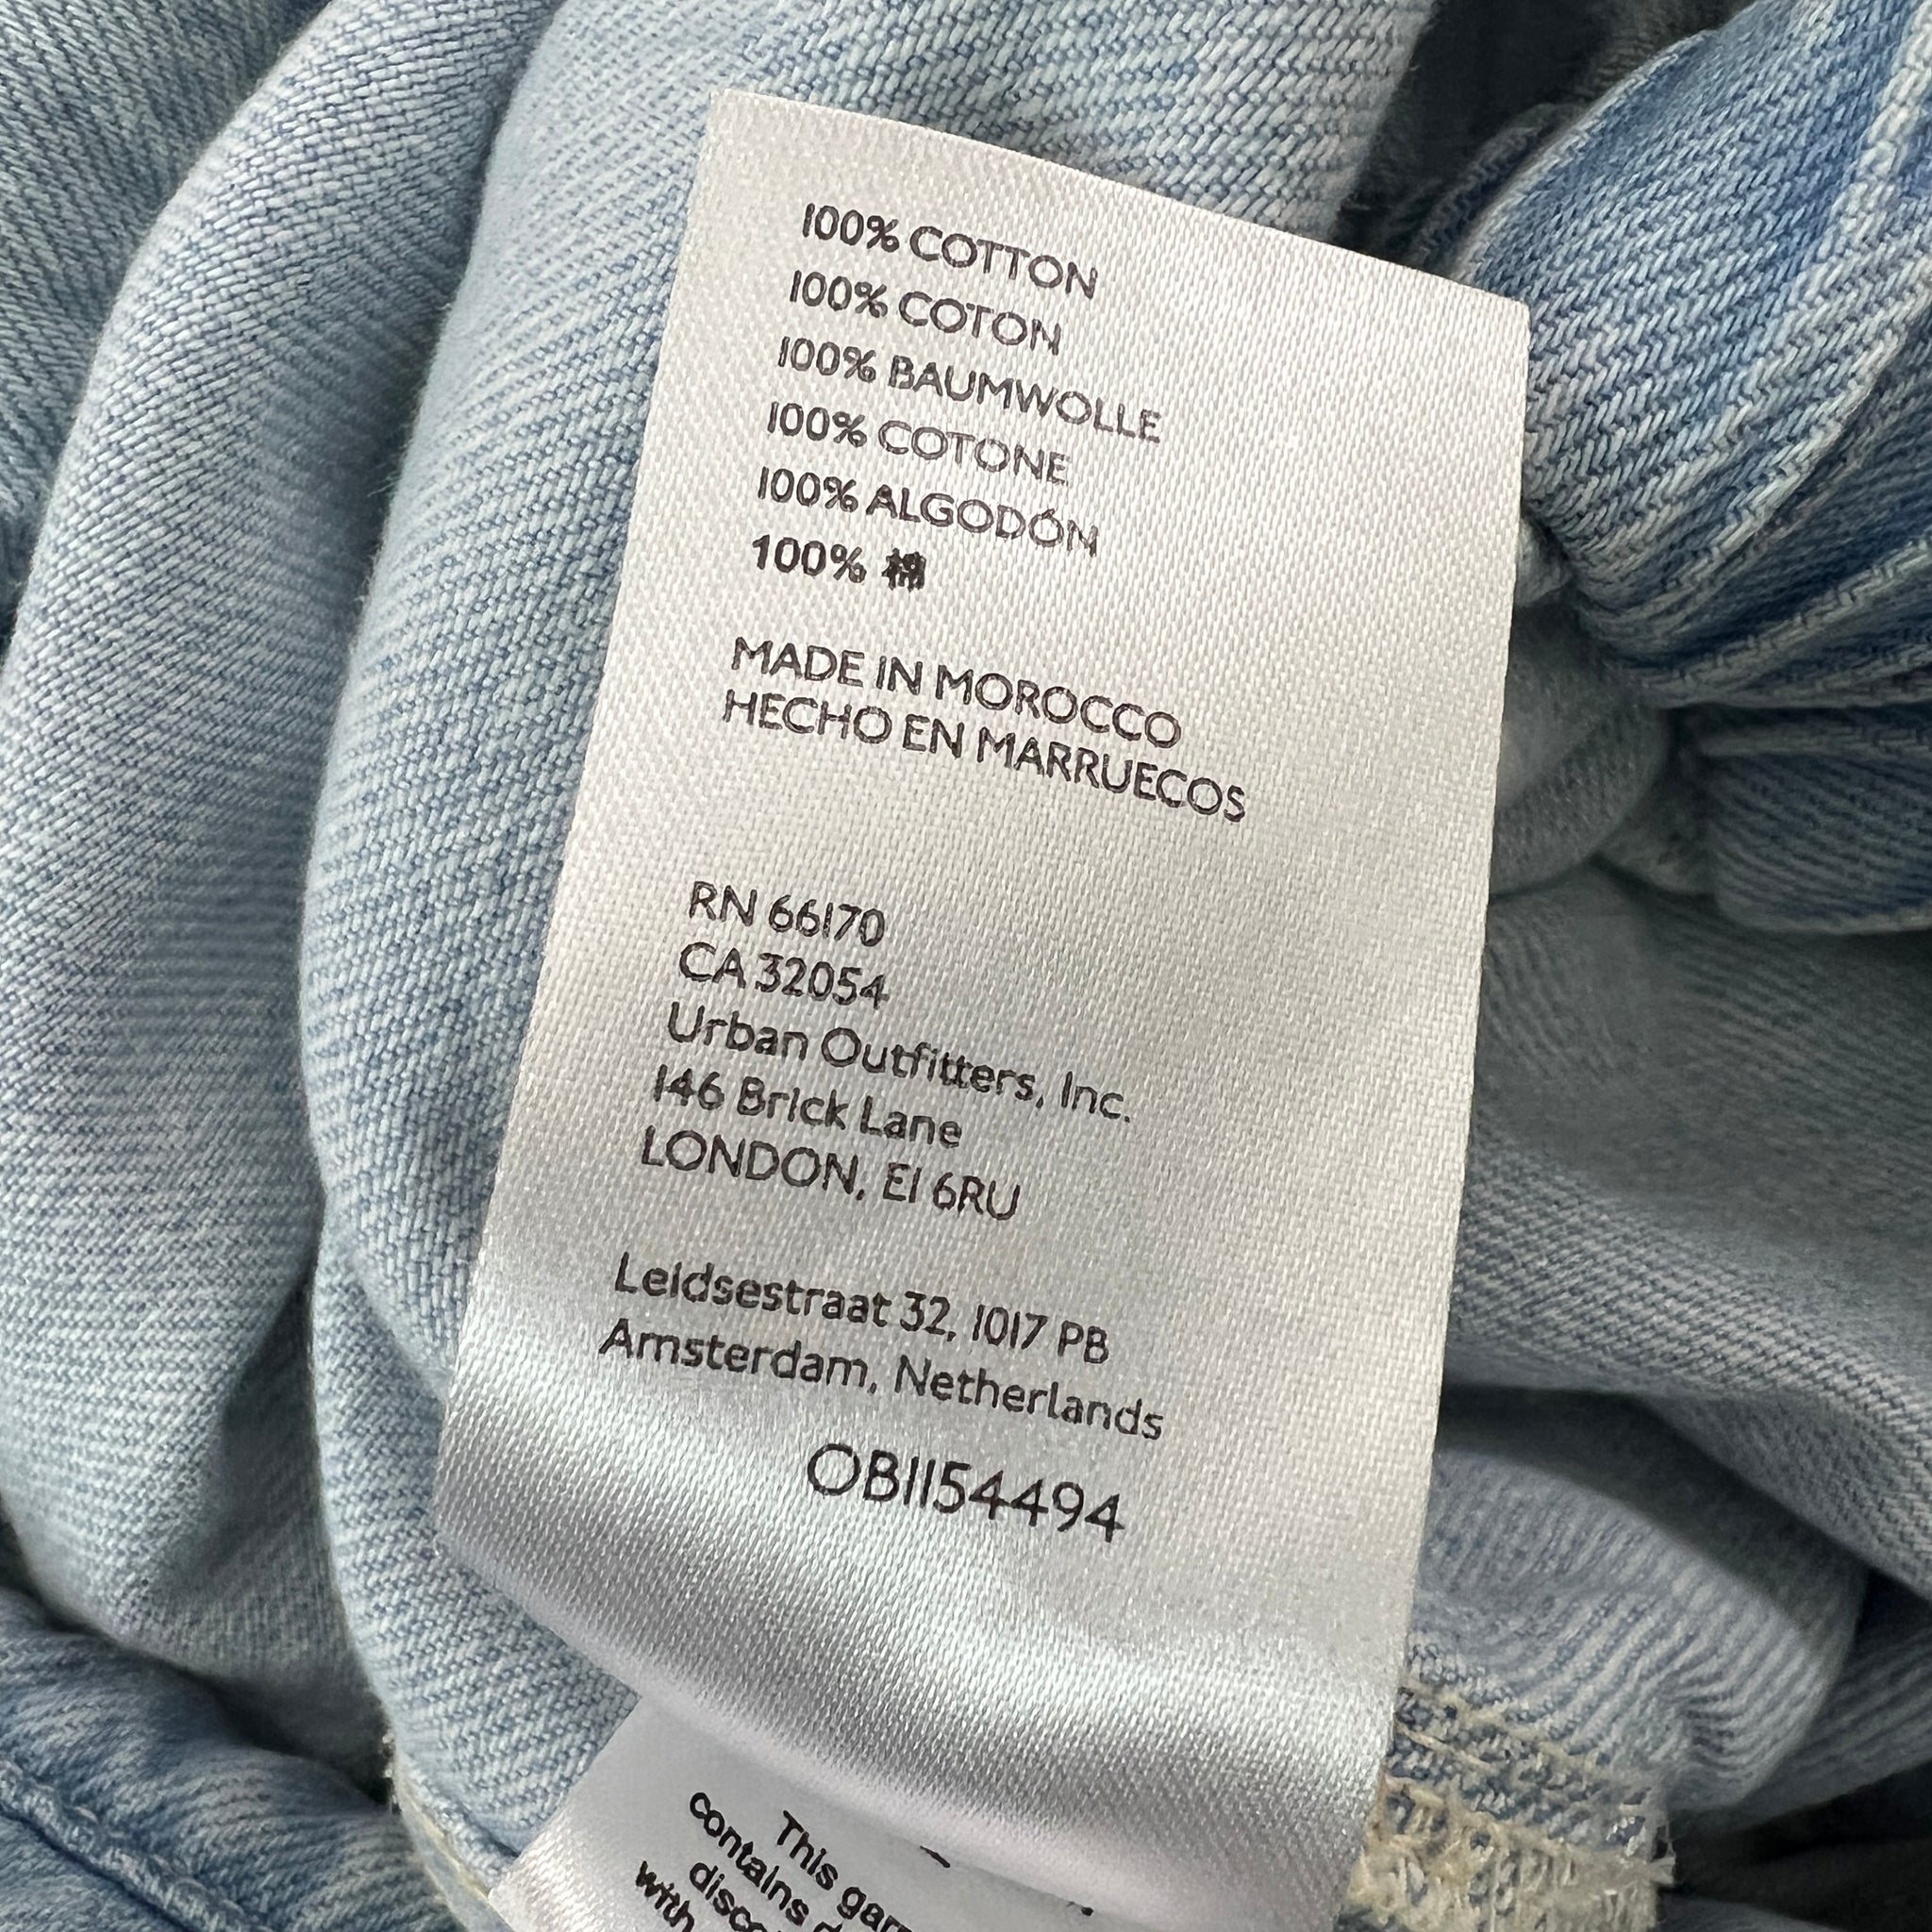 100% COTTON
100% COTON
100% BAUMWOLLE
100% COTONE
100% ALGODÓN
100% 綿
MADE IN MOROCCO
HECHO EN MARRUECOS
RN 66170
CA 32054
Urban Outfitters, Inc.
146 Brick Lane
LONDON, E1 6RU
Leidsestraat 32, 1017 PB
Amsterdam, Netherlands
OB1154494
This
contains
with